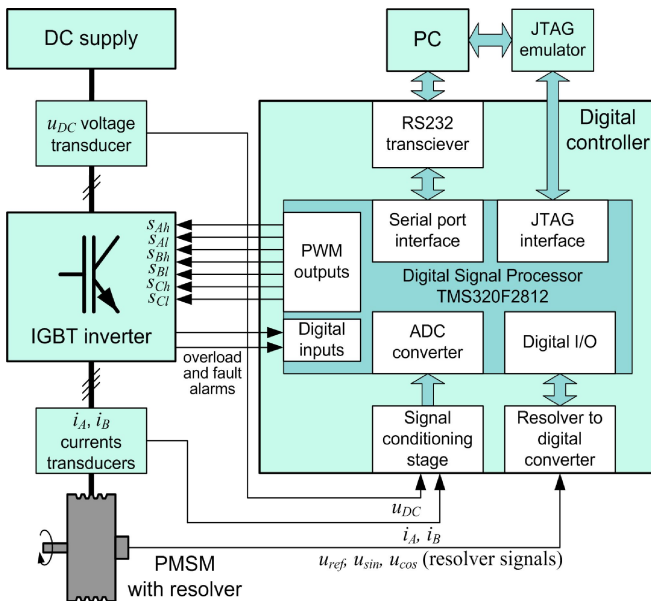 DC supply
PC
JTAG
emulator
u_DC voltage
transducer
RS232
transciever
Digital
controller
s_Ah
s_Al
s_Bh
s_Bl
s_Ch
s_Cl
IGBT inverter
PWM
outputs
Serial port
interface
JTAG
interface
Digital Signal Processor
TMS320F2812
Digital
inputs
ADC
converter
Digital I/O
overload
and fault
alarms
i_A, i_B
currents
transducers
Signal
conditioning
stage
Resolver to
digital
converter
u_DC
i_A, i_B
u_ref, u_sin, u_cos (resolver signals)
PMSM
with resolver